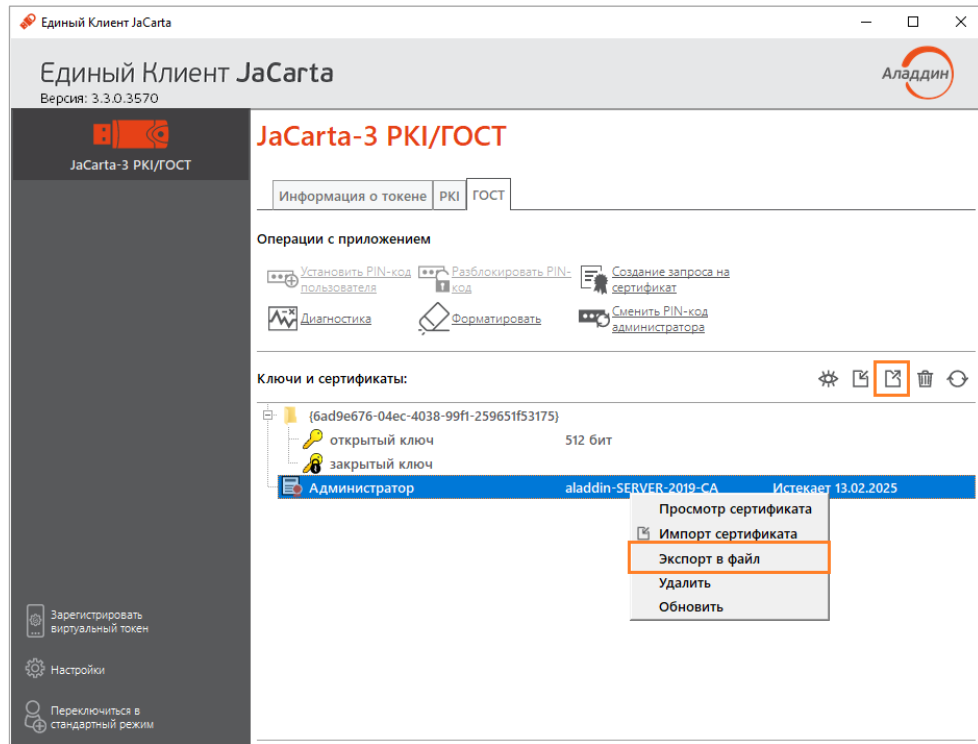 Единый Клиент JaCarta
Единый Клиент JaCarta
Версия: 3.3.0.3570
Аладдин
JaCarta-3 PKI/ГОСТ
JaCarta-3 PKI/ГОСТ
Информация о токене PKI ГОСТ
Операции с приложением
Установить PIN-код
пользователя
Разблокировать PIN-
код
Создание запроса на
сертификат
Диагностика
Форматировать
Сменить PIN-код
администратора
Ключи и сертификаты:
{6ad9e676-04ec-4038-99f1-259651f53175}
открытый ключ 512 бит
закрытый ключ
Администратор aladdin-SERVER-2019-CA Истекает 13.02.2025
Просмотр сертификата
Импорт сертификата
Экспорт в файл
Удалить
Обновить
Зарегистрировать
виртуальный токен
Настройки
Переключиться в
стандартный режим